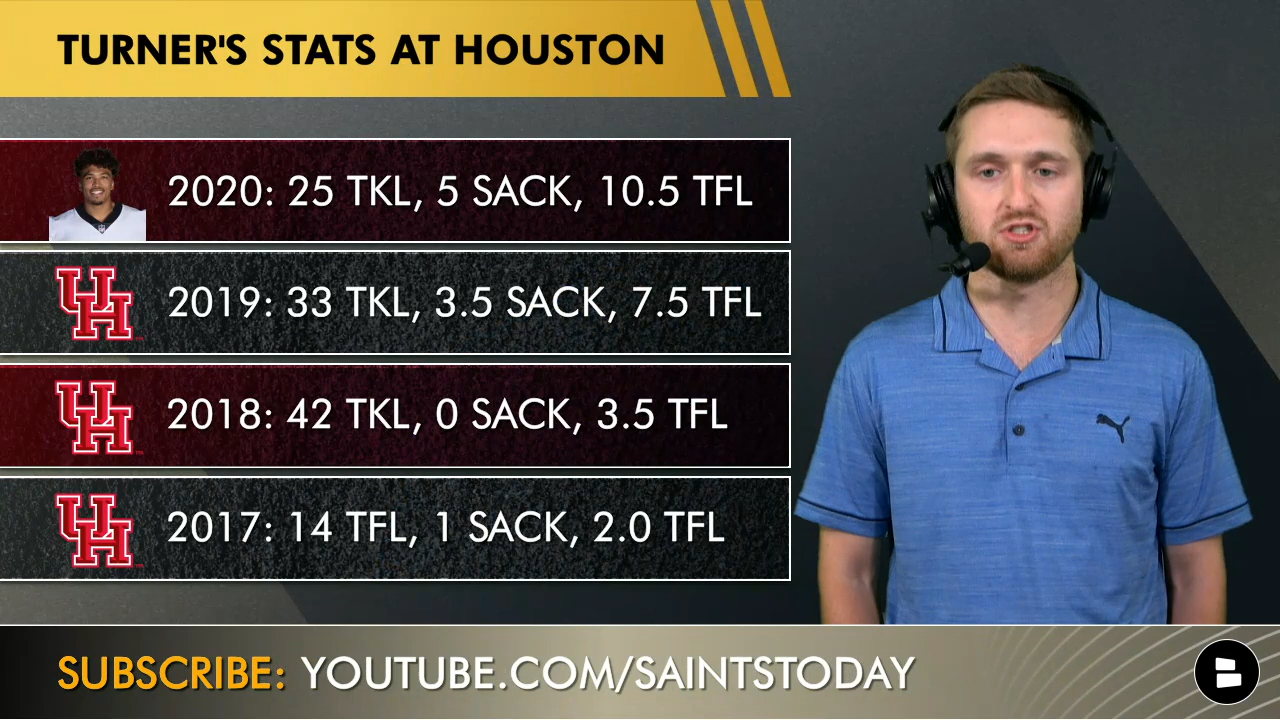 TURNER'S STATS AT HOUSTON
2020: 25 TKL, 5 SACK, 10.5 TFL
2019: 33 TKL, 3.5 SACK, 7.5 TFL
2018: 42 TKL, 0 SACK, 3.5 TFL
2017: 14 TFL, 1 SACK, 2.0 TFL
SUBSCRIBE: YOUTUBE.COM/SAINTSTODAY